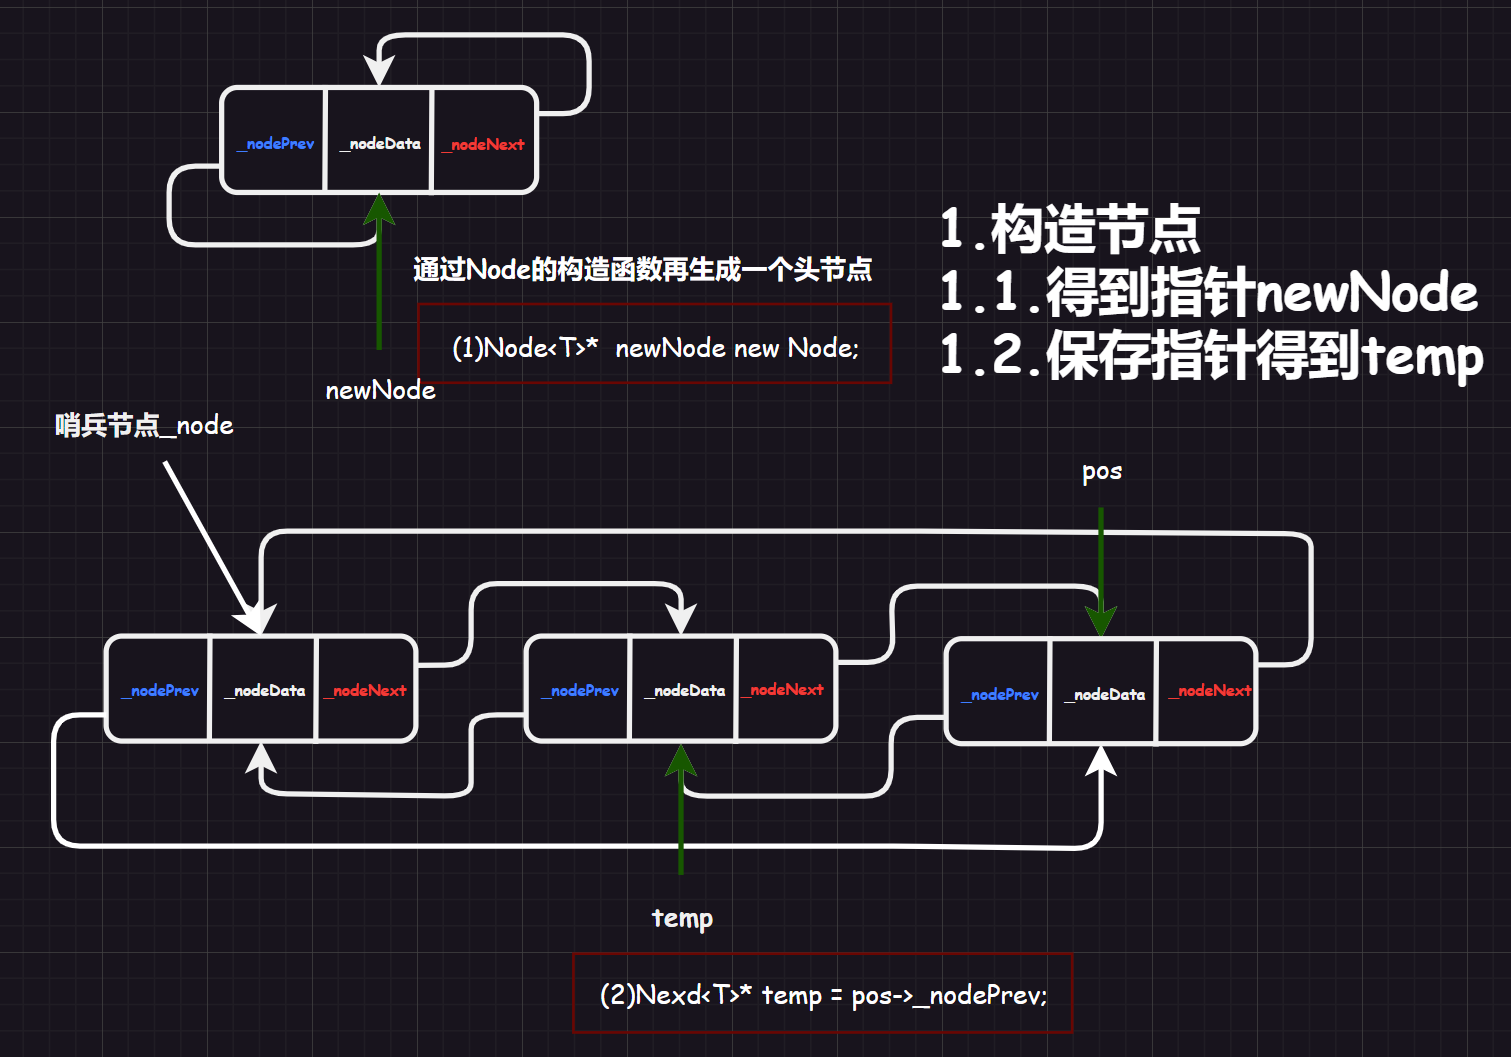 _nodePrev _nodeData _nodeNext
通过Node的构造函数再生成一个头节点
(1)Node<T>* newNode new Node;
newNode
1.构造节点
1.1.得到指针newNode
1.2.保存指针得到temp
哨兵节点_node
pos
_nodePrev _nodeData _nodeNext
_nodePrev _nodeData _nodeNext
_nodePrev _nodeData _nodeNext
temp
(2)Nexd<T>* temp = pos->_nodePrev;